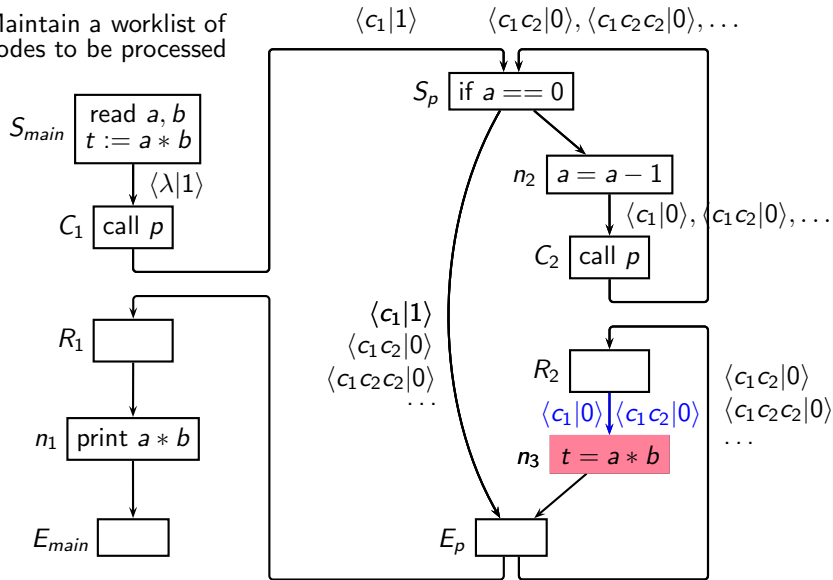 Maintain a worklist of
nodes to be processed
⟨c₁|1⟩
⟨c₁c₂|0⟩, ⟨c₁c₂c₂|0⟩, . . .
S_p
if a == 0
S_main
read a, b
t := a ∗ b
⟨λ|1⟩
n₂
a = a − 1
⟨c₁|0⟩, ⟨c₁c₂|0⟩, . . .
C₁
call p
C₂
call p
⟨c₁|1⟩
⟨c₁c₂|0⟩
⟨c₁c₂c₂|0⟩
. . .
R₁
R₂
⟨c₁c₂|0⟩
⟨c₁c₂c₂|0⟩
. . .
⟨c₁|0⟩
⟨c₁c₂|0⟩
n₁
print a ∗ b
n₃
t = a ∗ b
E_main
E_p